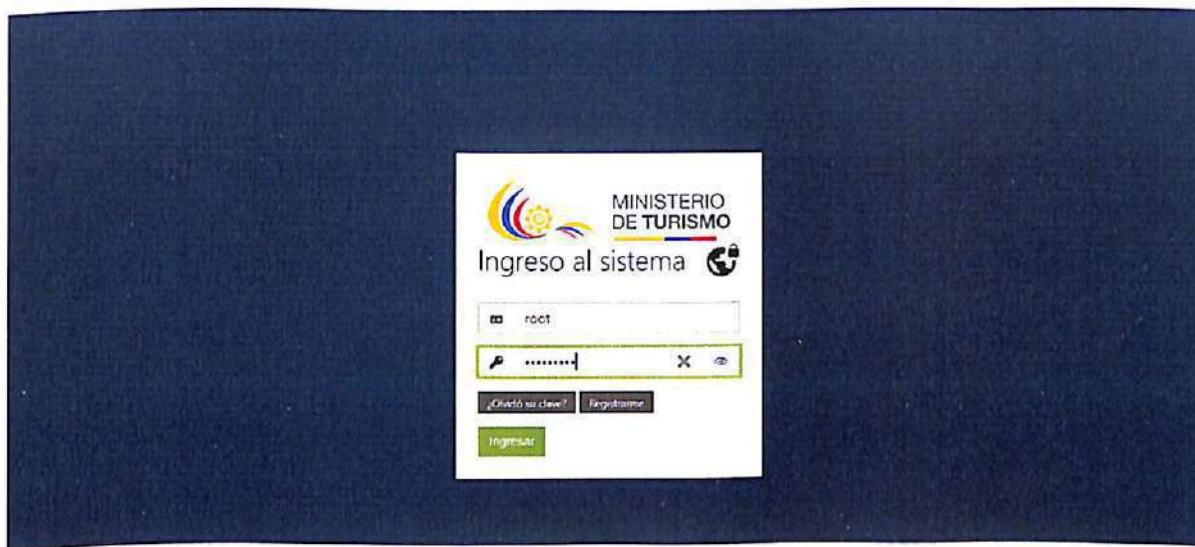 MINISTERIO
DE TURISMO
Ingreso al sistema
root
•••••••••
¿Olvidó su clave? Registrarme
Ingresar